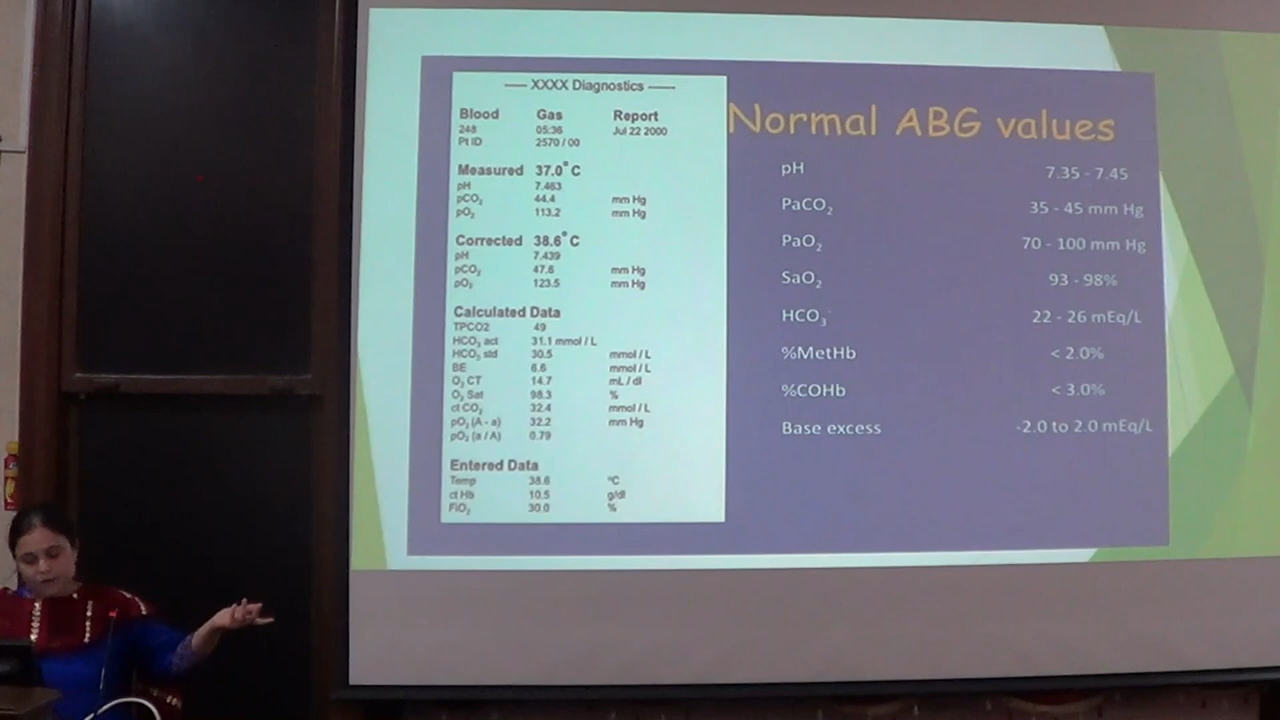 —— XXXX Diagnostics ——
Blood Gas Report
248 05:36 Jul 22 2000
Pt ID 2570 / 00
Measured 37.0° C
pH 7.463
pCO₂ 44.4 mm Hg
pO₂ 113.2 mm Hg
Corrected 38.6° C
pH 7.439
pCO₂ 47.6 mm Hg
pO₂ 123.5 mm Hg
Calculated Data
TPCO2 49
HCO₃ act 31.1 mmol / L
HCO₃ std 30.5 mmol / L
BE 6.6 mmol / L
O₂ CT 14.7 mL / dl
O₂ Sat 98.3 %
ct CO₂ 32.4 mmol / L
pO₂ (A - a) 32.2 mm Hg
pO₂ (a / A) 0.79
Entered Data
Temp 38.6 °C
ct Hb 10.5 g/dl
FiO₂ 30.0 %
Normal ABG values
pH 7.35 - 7.45
PaCO₂ 35 - 45 mm Hg
PaO₂ 70 - 100 mm Hg
SaO₂ 93 - 98%
HCO₃⁻ 22 - 26 mEq/L
%MetHb < 2.0%
%COHb < 3.0%
Base excess -2.0 to 2.0 mEq/L